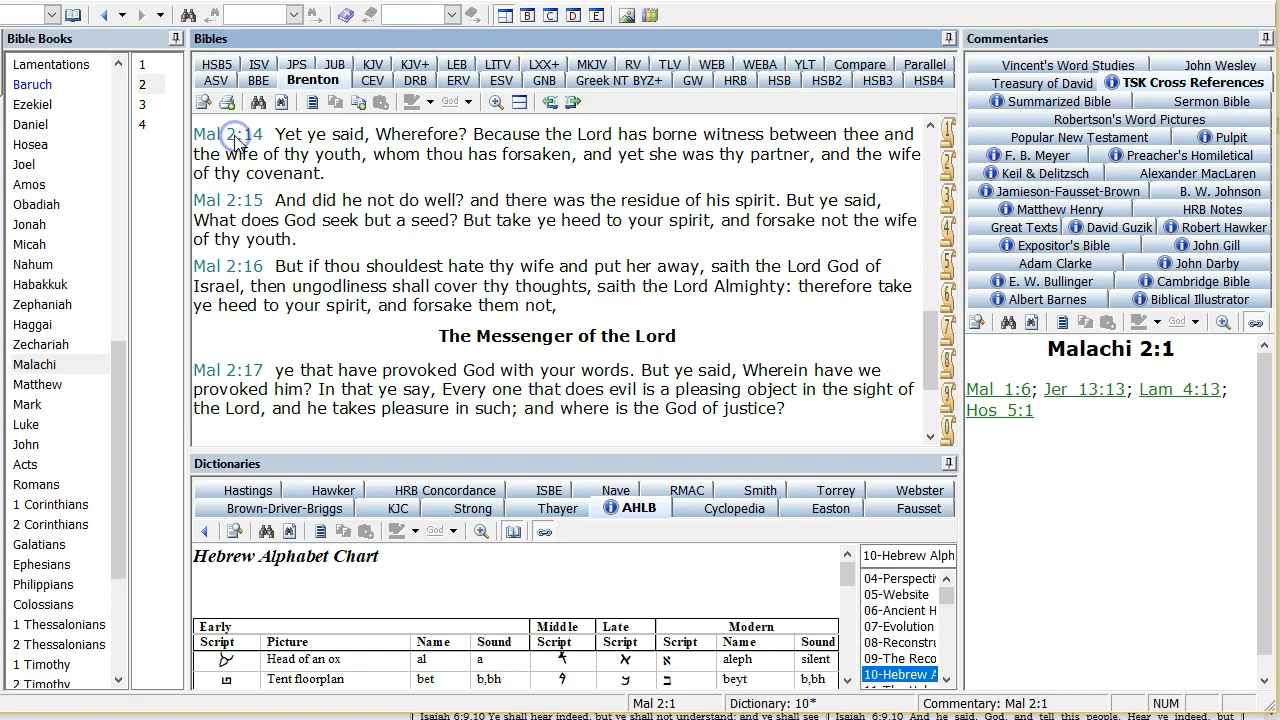 Bible Books
Bibles
Commentaries
Lamentations
Baruch
Ezekiel
Daniel
Hosea
Joel
Amos
Obadiah
Jonah
Micah
Nahum
Habakkuk
Zephaniah
Haggai
Zechariah
Malachi
Matthew
Mark
Luke
John
Acts
Romans
1 Corinthians
2 Corinthians
Galatians
Ephesians
Philippians
Colossians
1 Thessalonians
2 Thessalonians
1 Timothy
2 Timothy
1
2
3
4
HSB5 ISV JPS JUB KJV KJV+ LEB LITV LXX+ MKJV RV TLV WEB WEBA YLT Compare Parallel
ASV BBE Brenton CEV DRB ERV ESV GNB Greek NT BYZ+ GW HRB HSB HSB2 HSB3 HSB4
God
Mal 2:14 Yet ye said, Wherefore? Because the Lord has borne witness between thee and
the wife of thy youth, whom thou has forsaken, and yet she was thy partner, and the wife
of thy covenant.
Mal 2:15 And did he not do well? and there was the residue of his spirit. But ye said,
What does God seek but a seed? But take ye heed to your spirit, and forsake not the wife
of thy youth.
Mal 2:16 But if thou shouldest hate thy wife and put her away, saith the Lord God of
Israel, then ungodliness shall cover thy thoughts, saith the Lord Almighty: therefore take
ye heed to your spirit, and forsake them not,
The Messenger of the Lord
Mal 2:17 ye that have provoked God with your words. But ye said, Wherein have we
provoked him? In that ye say, Every one that does evil is a pleasing object in the sight of
the Lord, and he takes pleasure in such; and where is the God of justice?
Dictionaries
Hastings Hawker HRB Concordance ISBE Nave RMAC Smith Torrey Webster
Brown-Driver-Briggs KJC Strong Thayer AHLB Cyclopedia Easton Fausset
God
Hebrew Alphabet Chart
Early Middle Late Modern
Script Picture Name Sound Script Script Script Name Sound
Head of an ox al a א aleph silent
Tent floorplan bet b,bh ב beyt b,bh
10-Hebrew Alph
04-Perspecti
05-Website
06-Ancient H
07-Evolution
08-Reconstru
09-The Reco
10-Hebrew A
Vincent's Word Studies John Wesley
Treasury of David TSK Cross References
Summarized Bible Sermon Bible
Robertson's Word Pictures
Popular New Testament Pulpit
F. B. Meyer Preacher's Homiletical
Keil & Delitzsch Alexander MacLaren
Jamieson-Fausset-Brown B. W. Johnson
Matthew Henry HRB Notes
Great Texts David Guzik Robert Hawker
Expositor's Bible John Gill
Adam Clarke John Darby
E. W. Bullinger Cambridge Bible
Albert Barnes Biblical Illustrator
God
Malachi 2:1
Mal 1:6; Jer 13:13; Lam 4:13;
Hos 5:1
Mal 2:1 Dictionary: 10* Commentary: Mal 2:1 NUM